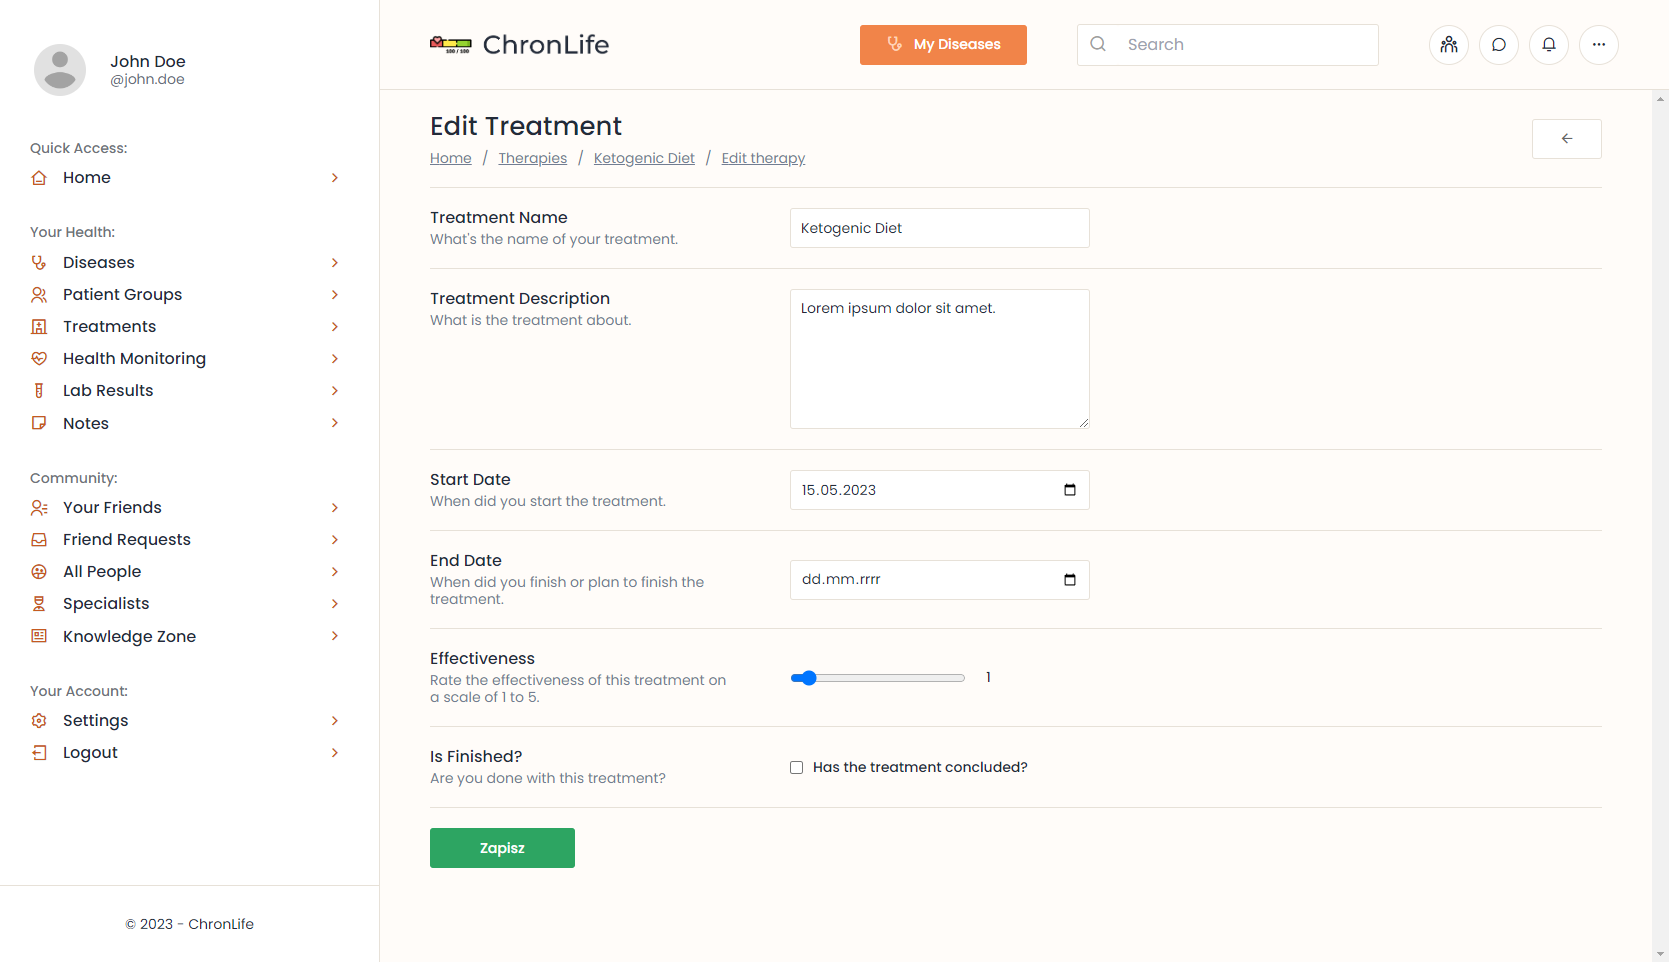 John Doe
@john.doe
Quick Access:
Home
Your Health:
Diseases
Patient Groups
Treatments
Health Monitoring
Lab Results
Notes
Community:
Your Friends
Friend Requests
All People
Specialists
Knowledge Zone
Your Account:
Settings
Logout
© 2023 - ChronLife
100 / 100
ChronLife
My Diseases
Search
Edit Treatment
Home / Therapies / Ketogenic Diet / Edit therapy
Treatment Name
What's the name of your treatment.
Ketogenic Diet
Treatment Description
What is the treatment about.
Lorem ipsum dolor sit amet.
Start Date
When did you start the treatment.
15.05.2023
End Date
When did you finish or plan to finish the
treatment.
dd.mm.rrrr
Effectiveness
Rate the effectiveness of this treatment on
a scale of 1 to 5.
1
Is Finished?
Are you done with this treatment?
Has the treatment concluded?
Zapisz